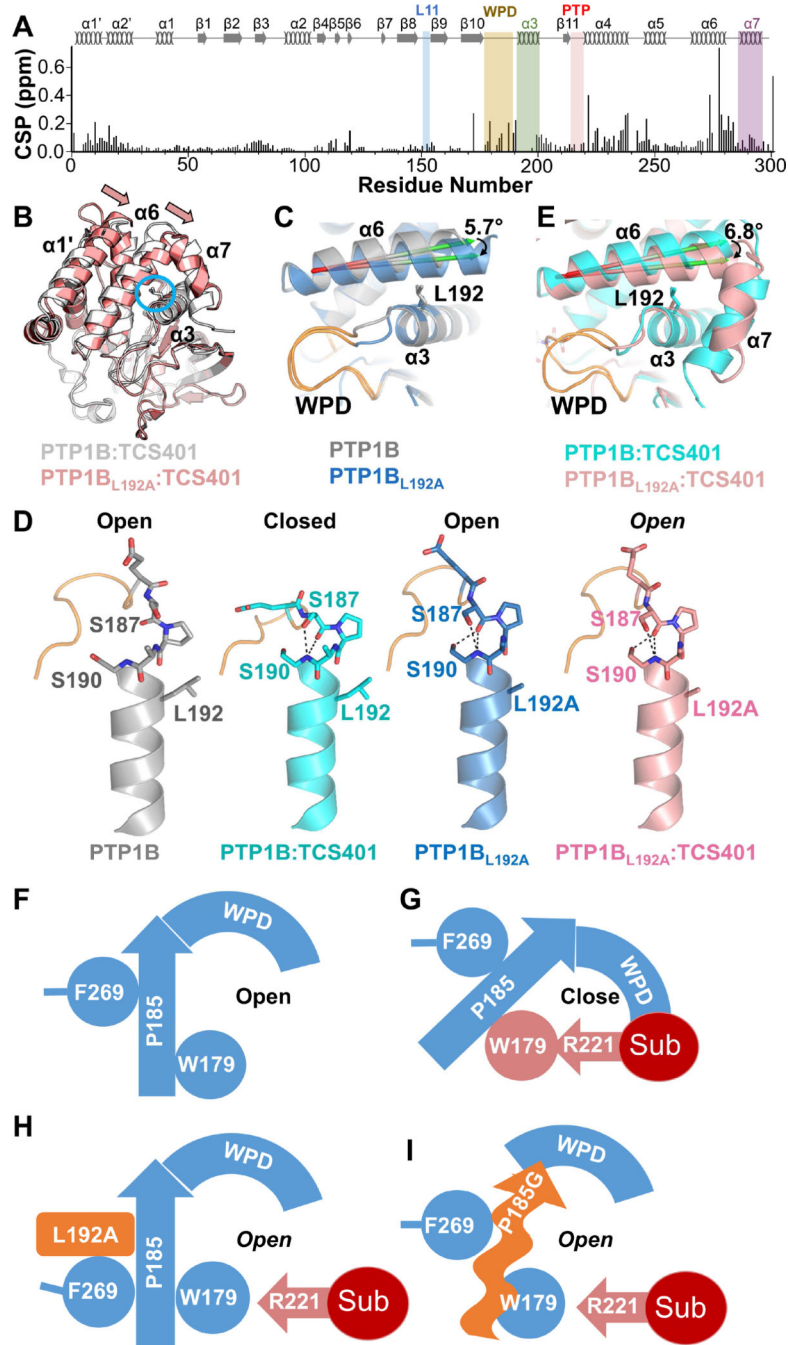 A
L11
WPD
PTP
α1' α2' α1 β1 β2 β3 α2 β4 β5 β6 β7 β8 β9 β10 α3 β11 α4 α5 α6 α7
CSP (ppm)
0.6
0.4
0.2
0.0
0 50 100 150 200 250 300
Residue Number
B
α6
α1'
α7
α3
PTP1B:TCS401
PTP1BL192A:TCS401
C
5.7°
α6
L192
α3
WPD
PTP1B
PTP1BL192A
E
6.8°
α6
L192
α3
α7
WPD
PTP1B:TCS401
PTP1BL192A:TCS401
D
Open
Closed
Open
Open
S187
S190
L192
PTP1B
S187
S190
L192
PTP1B:TCS401
S187
S190
L192A
PTP1BL192A
S187
S190
L192A
PTP1BL192A:TCS401
F
WPD
F269
P185
Open
W179
G
F269
WPD
P185
Close
W179
R221
Sub
H
WPD
L192A
P185
Open
F269
W179
R221
Sub
I
WPD
P185G
F269
Open
W179
R221
Sub